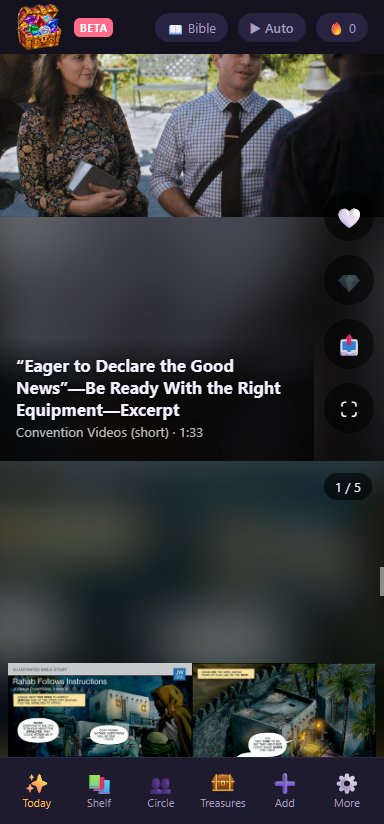 BETA
Bible
Auto
0
“Eager to Declare the Good
News”—Be Ready With the Right
Equipment—Excerpt
Convention Videos (short) · 1:33
1 / 5
ILLUSTRATED BIBLE STORY
Rahab Follows Instructions
Today
Shelf
Circle
Treasures
Add
More